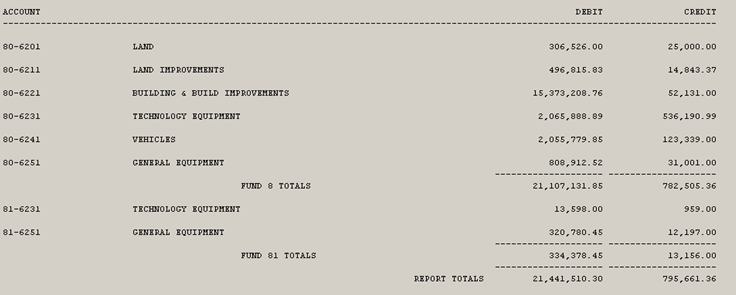 ACCOUNT DEBIT CREDIT
80-6201 LAND 306,526.00 25,000.00
80-6211 LAND IMPROVEMENTS 496,815.83 14,843.37
80-6221 BUILDING & BUILD IMPROVEMENTS 15,373,208.76 52,131.00
80-6231 TECHNOLOGY EQUIPMENT 2,065,888.89 536,190.99
80-6241 VEHICLES 2,055,779.85 123,339.00
80-6251 GENERAL EQUIPMENT 808,912.52 31,001.00
FUND 8 TOTALS 21,107,131.85 782,505.36
81-6231 TECHNOLOGY EQUIPMENT 13,598.00 959.00
81-6251 GENERAL EQUIPMENT 320,780.45 12,197.00
FUND 81 TOTALS 334,378.45 13,156.00
REPORT TOTALS 21,441,510.30 795,661.36